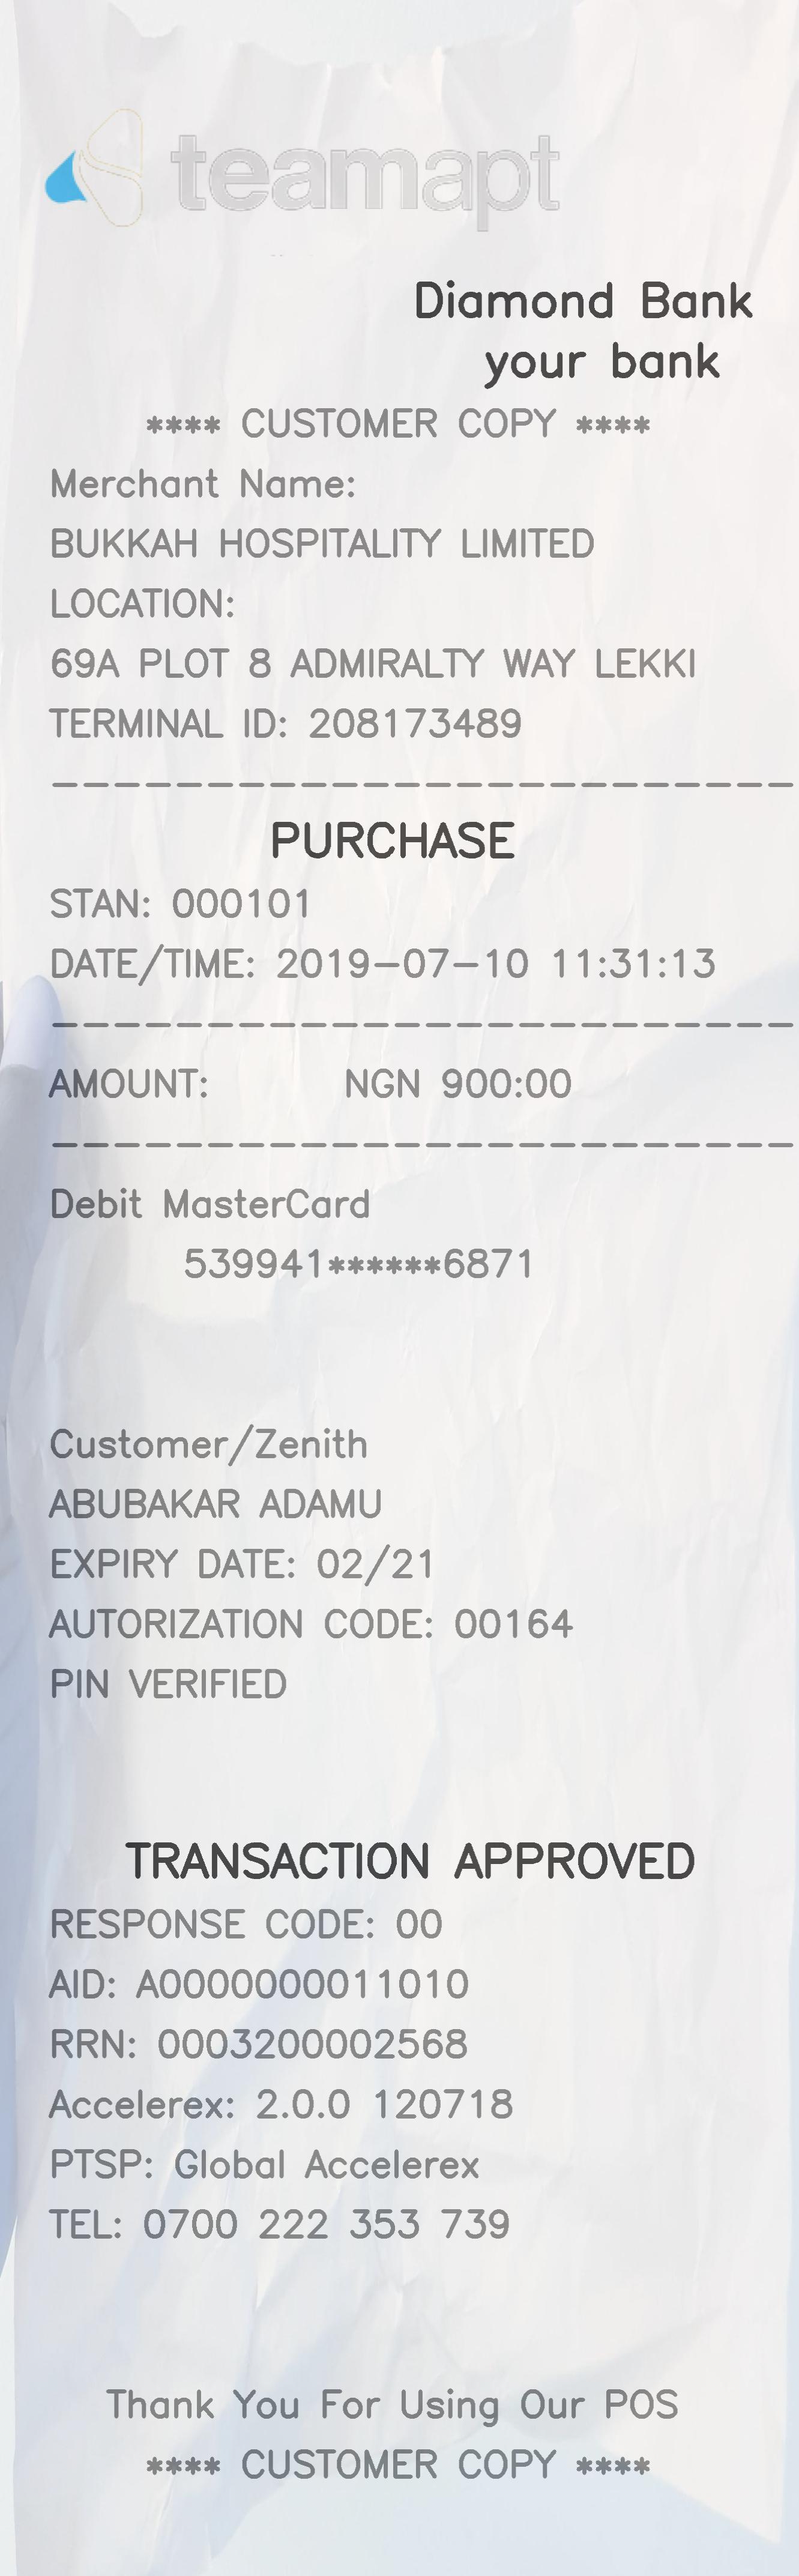 teamapt
Diamond Bank
your bank
**** CUSTOMER COPY ****
Merchant Name:
BUKKAH HOSPITALITY LIMITED
LOCATION:
69A PLOT 8 ADMIRALTY WAY LEKKI
TERMINAL ID: 208173489
------------------------
PURCHASE
STAN: 000101
DATE/TIME: 2019-07-10 11:31:13
------------------------
AMOUNT: NGN 900:00
------------------------
Debit MasterCard
539941******6871
Customer/Zenith
ABUBAKAR ADAMU
EXPIRY DATE: 02/21
AUTORIZATION CODE: 00164
PIN VERIFIED
TRANSACTION APPROVED
RESPONSE CODE: 00
AID: A0000000011010
RRN: 0003200002568
Accelerex: 2.0.0 120718
PTSP: Global Accelerex
TEL: 0700 222 353 739
Thank You For Using Our POS
**** CUSTOMER COPY ****